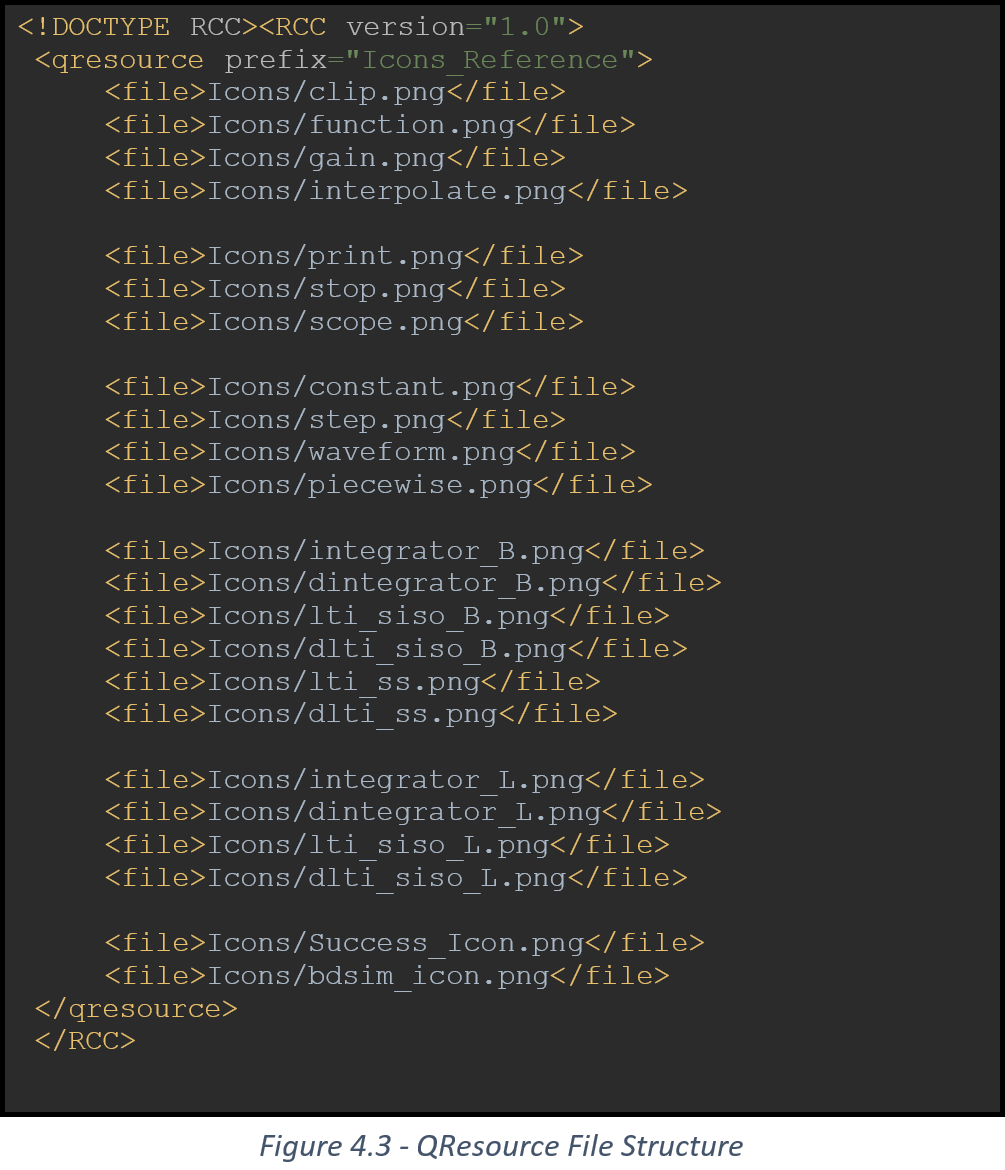 <!DOCTYPE RCC><RCC version="1.0">
<qresource prefix="Icons_Reference">
<file>Icons/clip.png</file>
<file>Icons/function.png</file>
<file>Icons/gain.png</file>
<file>Icons/interpolate.png</file>
<file>Icons/print.png</file>
<file>Icons/stop.png</file>
<file>Icons/scope.png</file>
<file>Icons/constant.png</file>
<file>Icons/step.png</file>
<file>Icons/waveform.png</file>
<file>Icons/piecewise.png</file>
<file>Icons/integrator_B.png</file>
<file>Icons/dintegrator_B.png</file>
<file>Icons/lti_siso_B.png</file>
<file>Icons/dlti_siso_B.png</file>
<file>Icons/lti_ss.png</file>
<file>Icons/dlti_ss.png</file>
<file>Icons/integrator_L.png</file>
<file>Icons/dintegrator_L.png</file>
<file>Icons/lti_siso_L.png</file>
<file>Icons/dlti_siso_L.png</file>
<file>Icons/Success_Icon.png</file>
<file>Icons/bdsim_icon.png</file>
</qresource>
</RCC>
Figure 4.3 - QResource File Structure